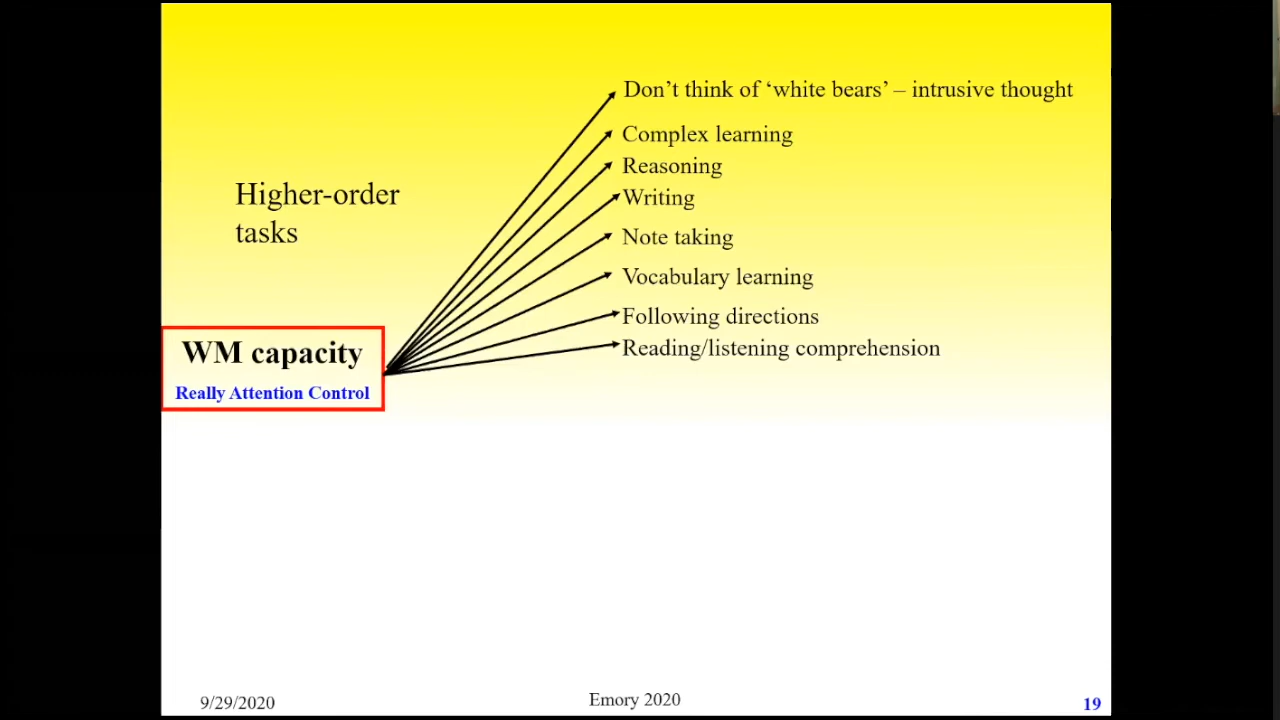 Don’t think of ‘white bears’ – intrusive thought
Complex learning
Reasoning
Higher-order
tasks
Writing
Note taking
Vocabulary learning
Following directions
Reading/listening comprehension
WM capacity
Really Attention Control
9/29/2020
Emory 2020
19